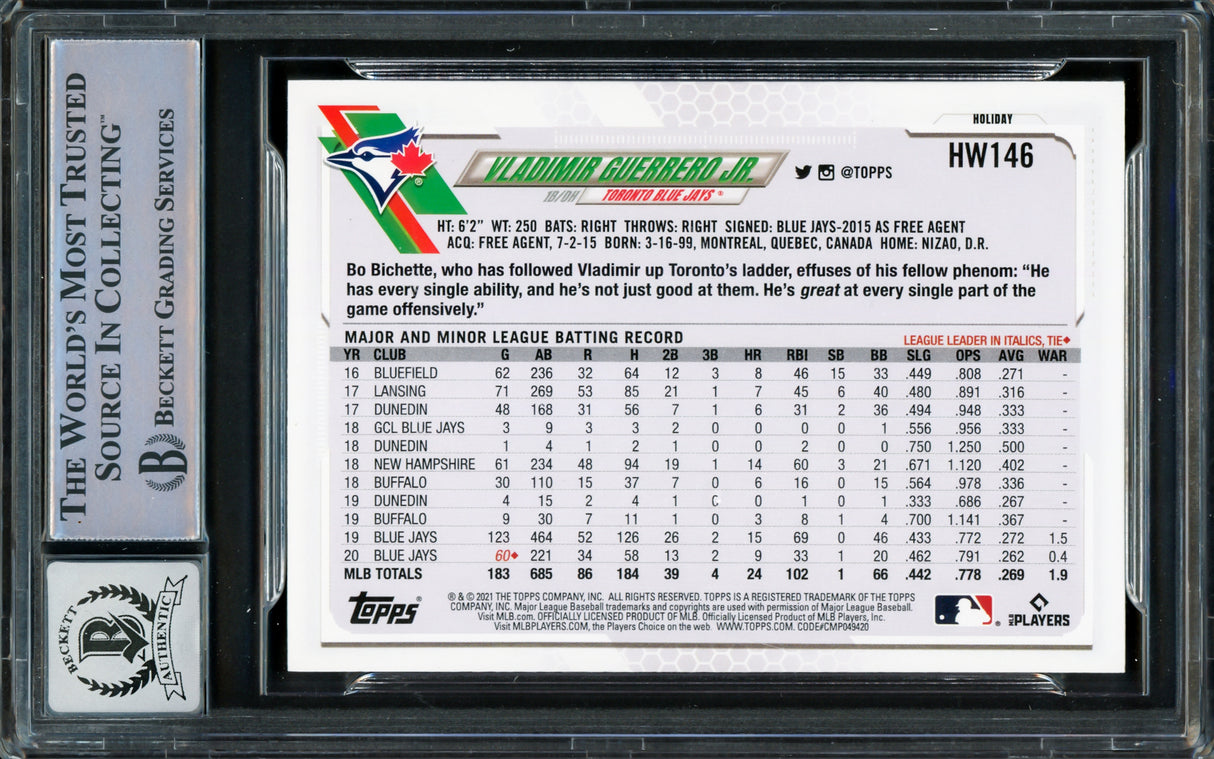 THE WORLD'S MOST TRUSTED
SOURCE IN COLLECTING™
BECKETT GRADING SERVICES
B
BECKETT
B
AUTHENTIC
HOLIDAY
HW146
VLADIMIR GUERRERO JR.
@TOPPS
1B/DH TORONTO BLUE JAYS ®
HT: 6'2" WT: 250 BATS: RIGHT THROWS: RIGHT SIGNED: BLUE JAYS-2015 AS FREE AGENT
ACQ: FREE AGENT, 7-2-15 BORN: 3-16-99, MONTREAL, QUEBEC, CANADA HOME: NIZAO, D.R.
Bo Bichette, who has followed Vladimir up Toronto's ladder, effuses of his fellow phenom: "He
has every single ability, and he's not just good at them. He's great at every single part of the
game offensively."
MAJOR AND MINOR LEAGUE BATTING RECORD LEAGUE LEADER IN ITALICS, TIE◆
YR CLUB G AB R H 2B 3B HR RBI SB BB SLG OPS AVG WAR
16 BLUEFIELD 62 236 32 64 12 3 8 46 15 33 .449 .808 .271 -
17 LANSING 71 269 53 85 21 1 7 45 6 40 .480 .891 .316 -
17 DUNEDIN 48 168 31 56 7 1 6 31 2 36 .494 .948 .333 -
18 GCL BLUE JAYS 3 9 3 3 2 0 0 0 0 1 .556 .956 .333 -
18 DUNEDIN 1 4 1 2 1 0 0 2 0 0 .750 1.250 .500 -
18 NEW HAMPSHIRE 61 234 48 94 19 1 14 60 3 21 .671 1.120 .402 -
18 BUFFALO 30 110 15 37 7 0 6 16 0 15 .564 .978 .336 -
19 DUNEDIN 4 15 2 4 1 0 0 1 0 1 .333 .686 .267 -
19 BUFFALO 9 30 7 11 1 0 3 8 1 4 .700 1.141 .367 -
19 BLUE JAYS 123 464 52 126 26 2 15 69 0 46 .433 .772 .272 1.5
20 BLUE JAYS 60◆ 221 34 58 13 2 9 33 1 20 .462 .791 .262 0.4
MLB TOTALS 183 685 86 184 39 4 24 102 1 66 .442 .778 .269 1.9
topps®
® & © 2021 THE TOPPS COMPANY, INC. ALL RIGHTS RESERVED. TOPPS IS A REGISTERED TRADEMARK OF THE TOPPS
COMPANY, INC. Major League Baseball trademarks and copyrights are used with permission of Major League Baseball.
Visit MLB.com. OFFICIALLY LICENSED PRODUCT OF MLB. Officially Licensed Product of MLB Players, Inc.
Visit MLBPLAYERS.COM, the Players Choice on the web. WWW.TOPPS.COM. CODE#CMP049420
MLB PLAYERS